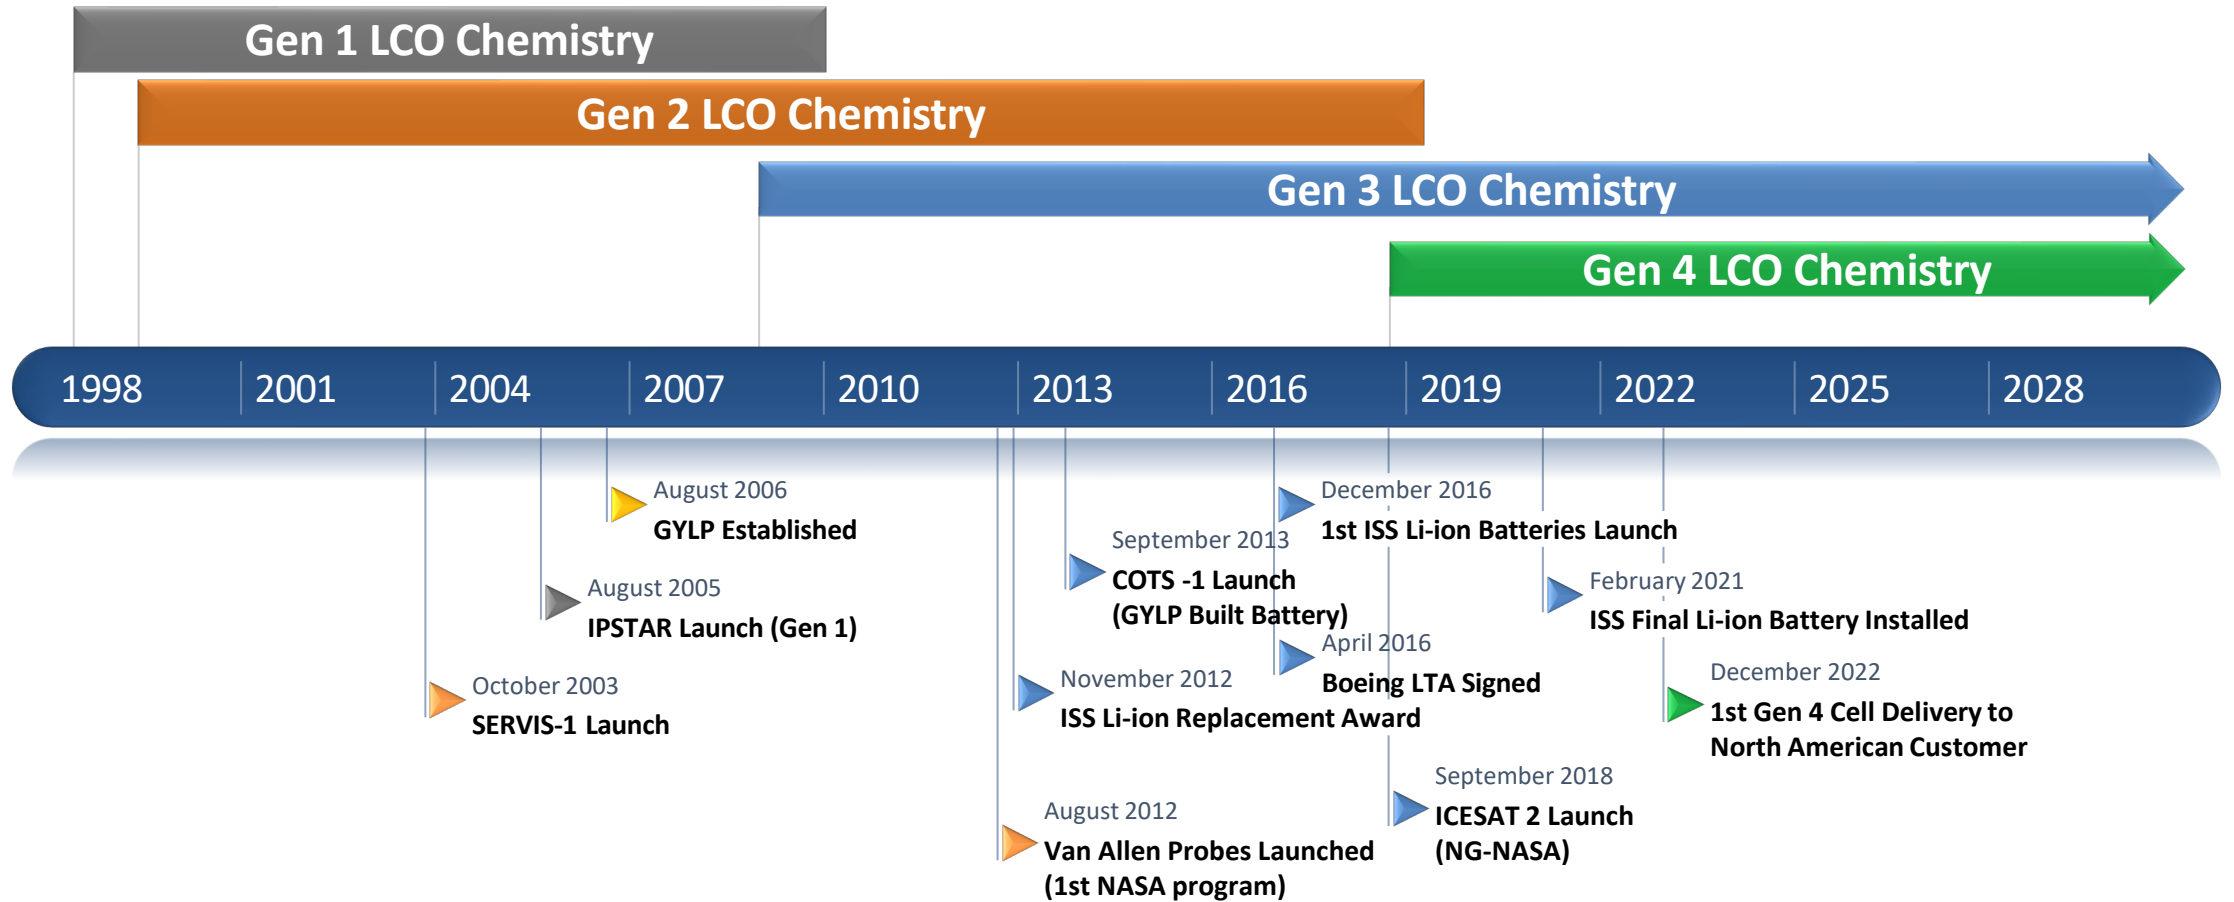 Gen 1 LCO Chemistry
Gen 2 LCO Chemistry
Gen 3 LCO Chemistry
Gen 4 LCO Chemistry
1998 2001 2004 2007 2010 2013 2016 2019 2022 2025 2028
August 2006
GYLP Established
August 2005
IPSTAR Launch (Gen 1)
October 2003
SERVIS-1 Launch
September 2013
COTS -1 Launch
(GYLP Built Battery)
November 2012
ISS Li-ion Replacement Award
August 2012
Van Allen Probes Launched
(1st NASA program)
December 2016
1st ISS Li-ion Batteries Launch
April 2016
Boeing LTA Signed
September 2018
ICESAT 2 Launch
(NG-NASA)
February 2021
ISS Final Li-ion Battery Installed
December 2022
1st Gen 4 Cell Delivery to
North American Customer